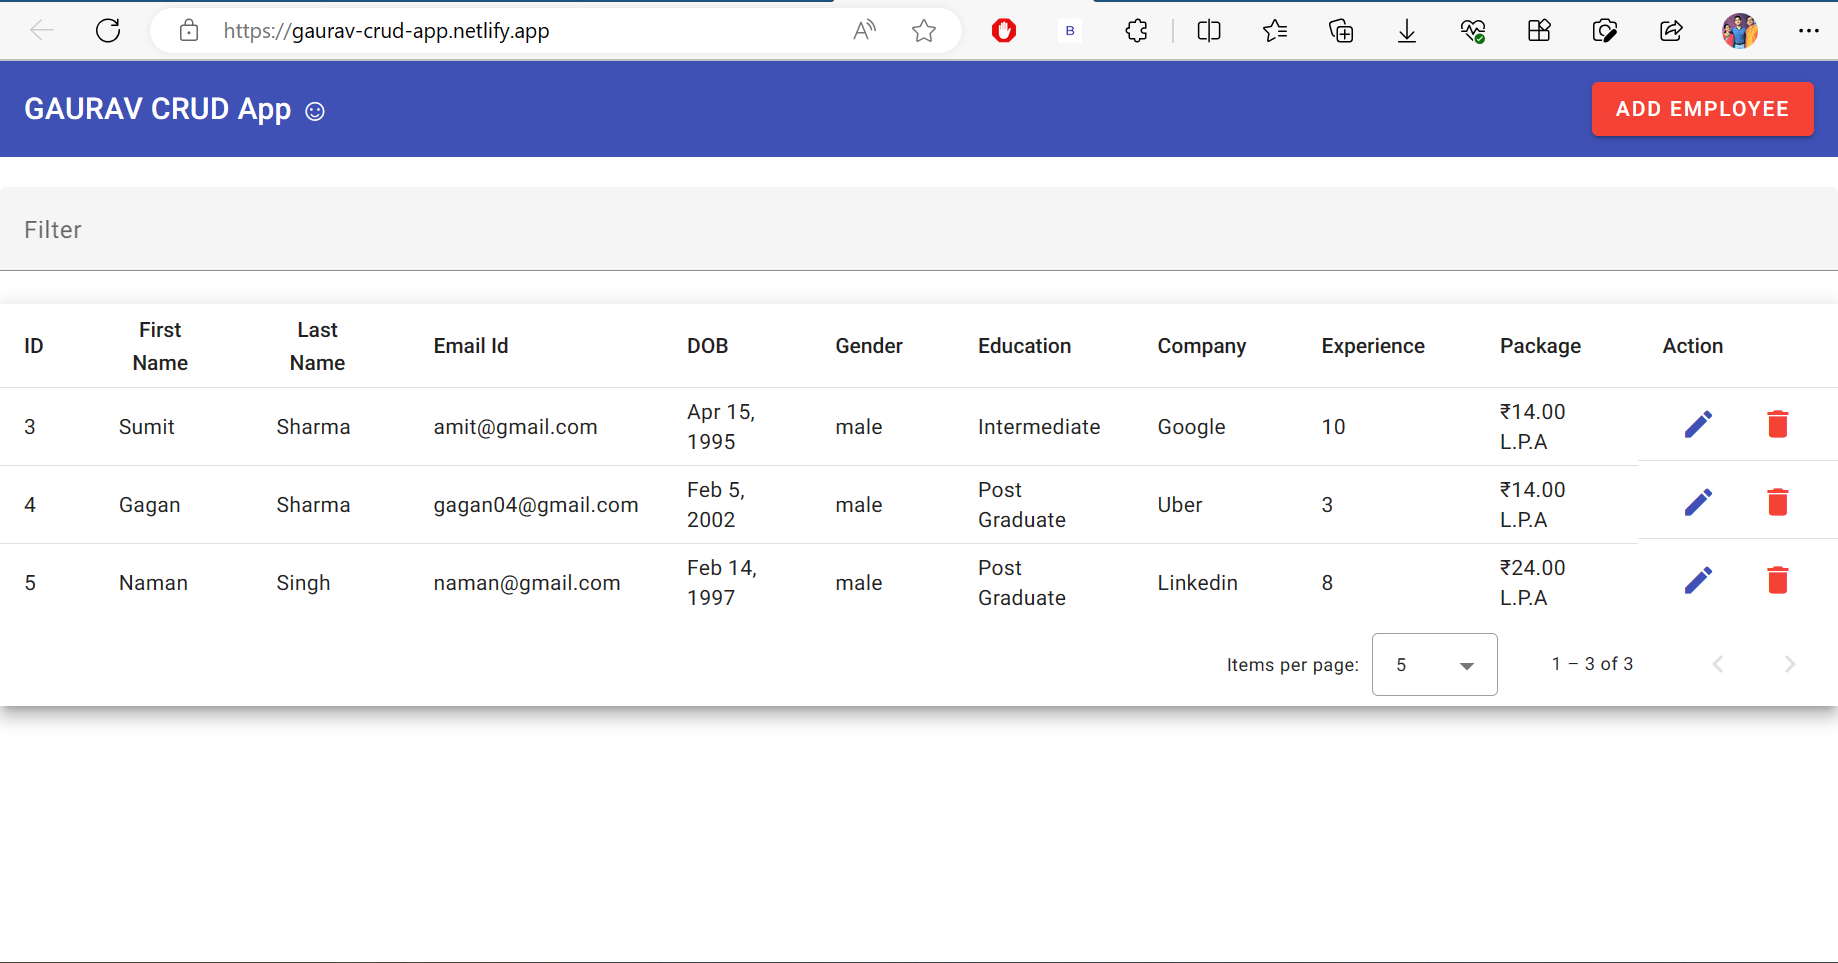 https://gaurav-crud-app.netlify.app
B
GAURAV CRUD App ☺
ADD EMPLOYEE
Filter
ID First Name Last Name Email Id DOB Gender Education Company Experience Package Action
3 Sumit Sharma amit@gmail.com Apr 15, 1995 male Intermediate Google 10 ₹14.00 L.P.A
4 Gagan Sharma gagan04@gmail.com Feb 5, 2002 male Post Graduate Uber 3 ₹14.00 L.P.A
5 Naman Singh naman@gmail.com Feb 14, 1997 male Post Graduate Linkedin 8 ₹24.00 L.P.A
Items per page: 5 1 – 3 of 3